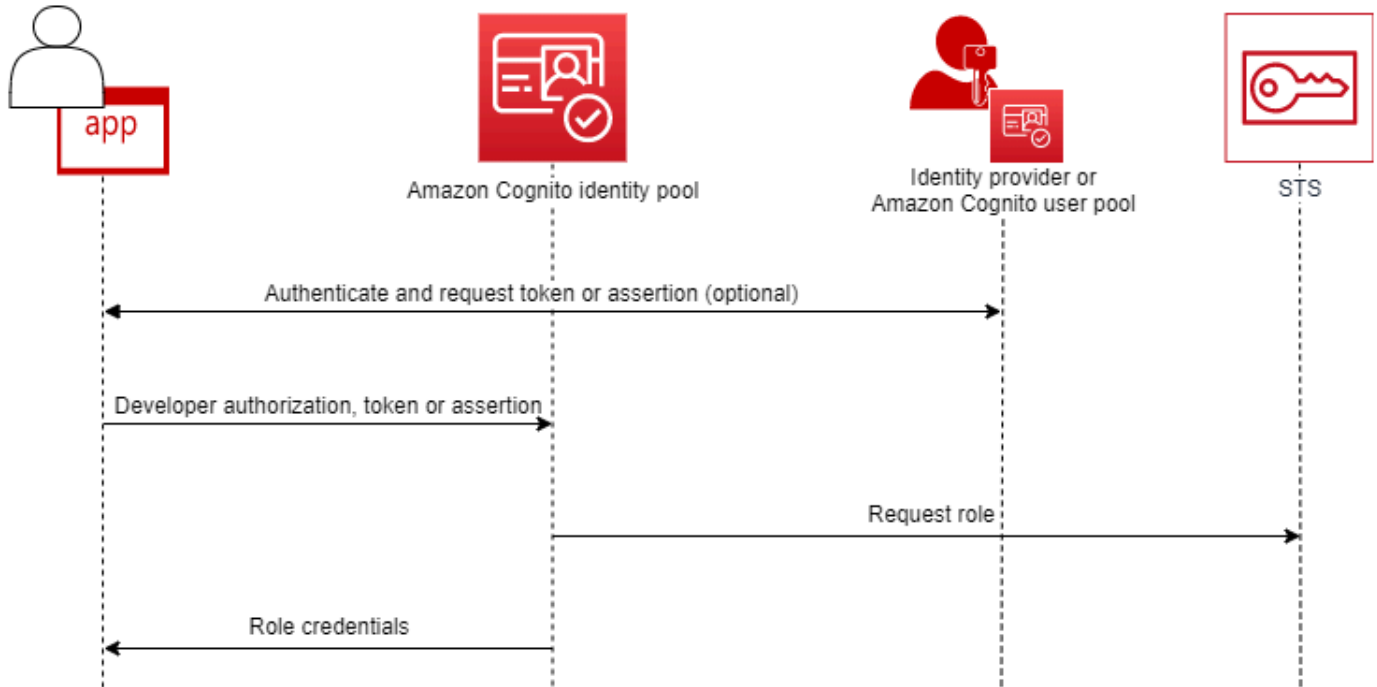 app
Amazon Cognito identity pool
Identity provider or
Amazon Cognito user pool
STS
Authenticate and request token or assertion (optional)
Developer authorization, token or assertion
Request role
Role credentials